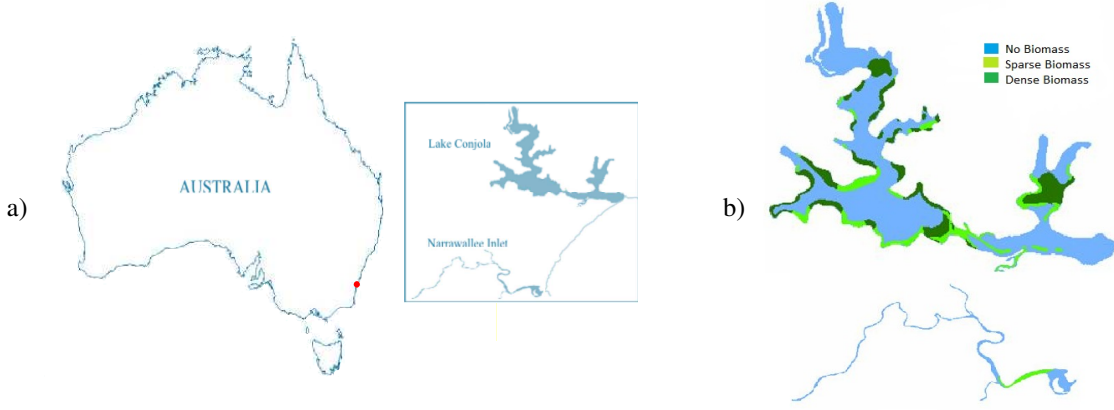 a)
AUSTRALIA
Lake Conjola
Narrawallee Inlet
b)
No Biomass
Sparse Biomass
Dense Biomass